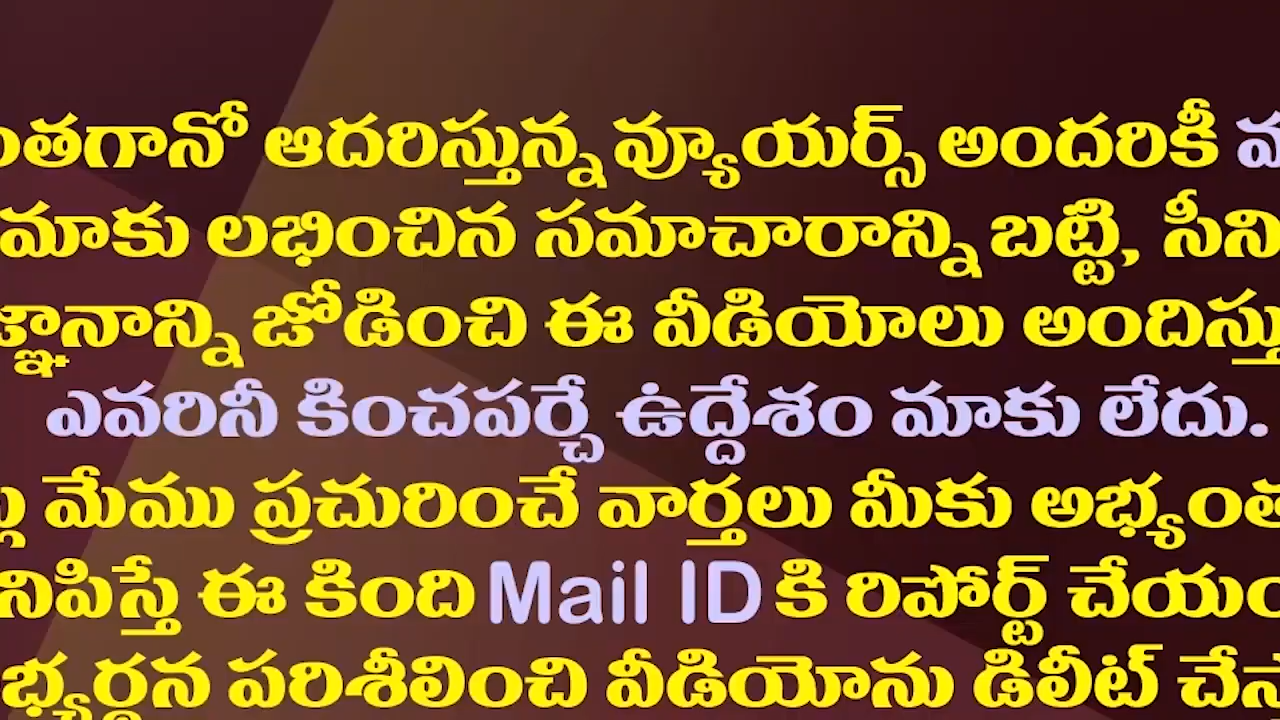 ంతగానో ఆదరిస్తున్న వ్యూయర్స్ అందరికీ
మాకు లభించిన సమాచారాన్ని బట్టి, సీని
జ్ఞానాన్ని జోడించి ఈ వీడియోలు అందిస్తు
ఎవరినీ కించపర్చే ఉద్దేశం మాకు లేదు.
మేము ప్రచురించే వార్తలు మీకు అభ్యంత
నిపిస్తే ఈ కింది Mail ID కి రిపోర్ట్ చేయం
భ్యర్థన పరిశీలించి వీడియోను డిలీట్ చేస